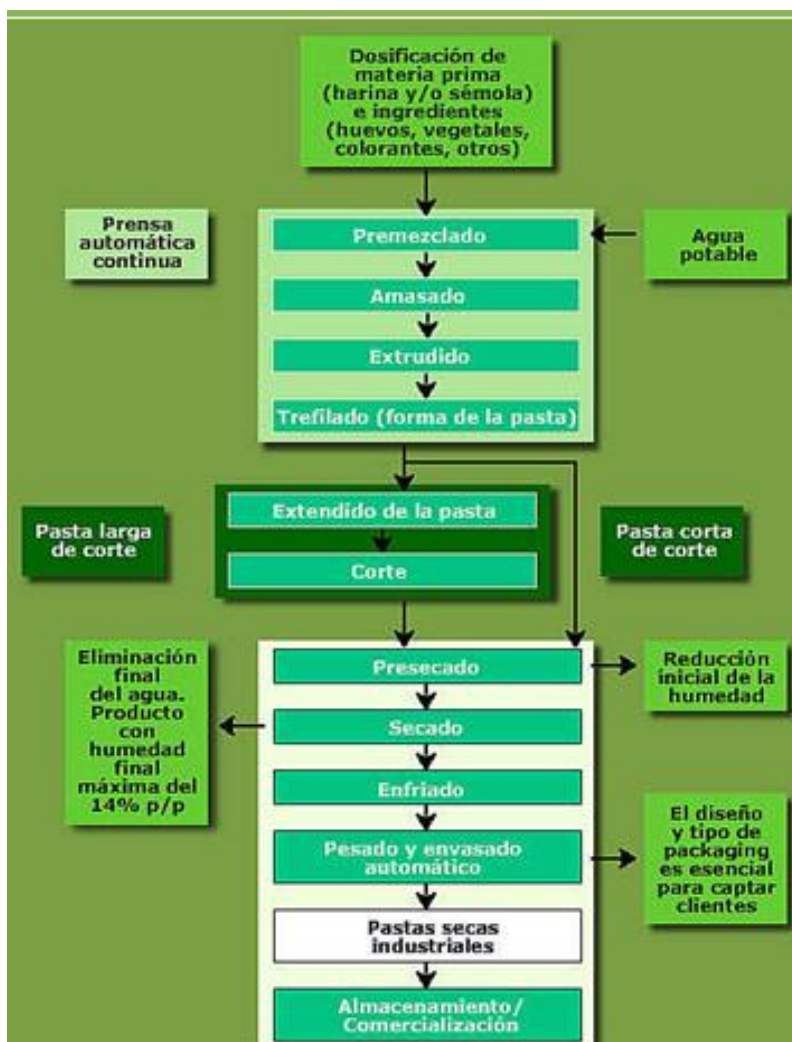 Dosificación de
materia prima
(harina y/o sémola)
e ingredientes
(huevos, vegetales,
colorantes, otros)
Prensa
automática
continua
Premezclado
Agua
potable
Amasado
Extrudido
Trefilado (forma de la pasta)
Pasta larga
de corte
Extendido de la pasta
Corte
Pasta corta
de corte
Eliminación
final
del agua.
Producto
con
humedad
final
máxima del
14% p/p
Presecado
Reducción
inicial de la
humedad
Secado
Enfriado
Pesado y envasado
automático
El diseño
y tipo de
packaging
es esencial
para captar
clientes
Pastas secas
industriales
Almacenamiento/
Comercialización